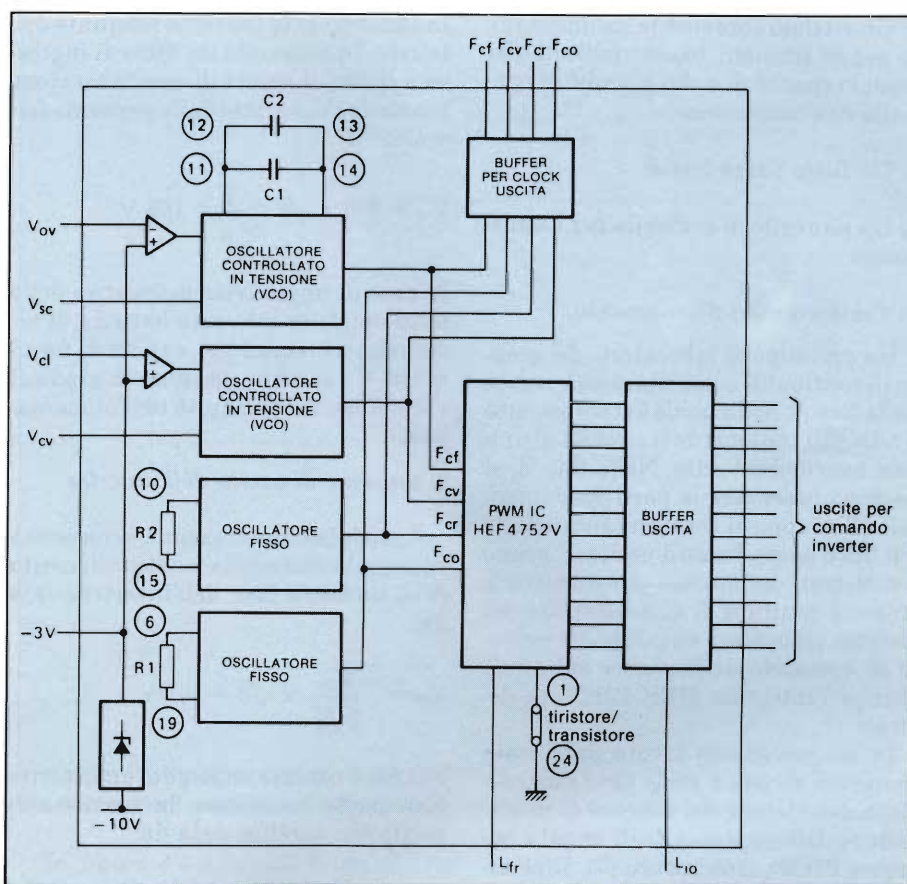 Fcf Fcv Fcr Fco
12
C2
13
11
C1
14
BUFFER
PER CLOCK
USCITA
Vov
-
+
OSCILLATORE
CONTROLLATO
IN TENSIONE
(VCO)
Vsc
Vcl
-
+
OSCILLATORE
CONTROLLATO
IN TENSIONE
(VCO)
Vcv
10
R2
15
OSCILLATORE
FISSO
Fcf
Fcv
Fcr
Fco
PWM IC
HEF4752V
BUFFER
USCITA
uscite per
comando
inverter
-3V
6
R1
19
OSCILLATORE
FISSO
1
tiristore/
transistore
24
-10V
Lfr
L10